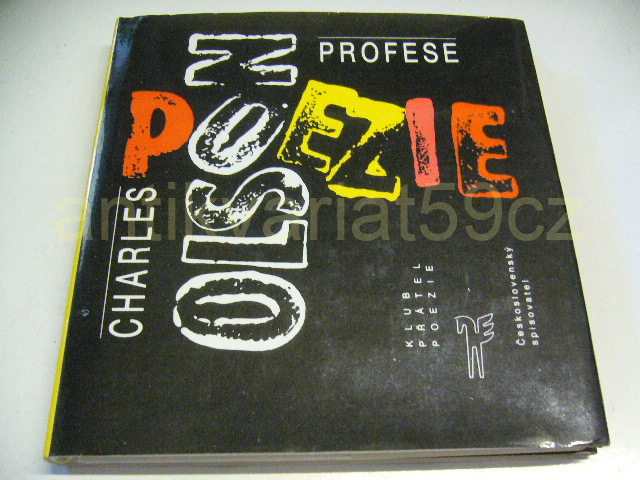 PROFESE
POEZIE
CHARLES
OLSON
KLUB
PŘÁTEL
POEZIE
Československý
spisovatel
antikvariat59cz